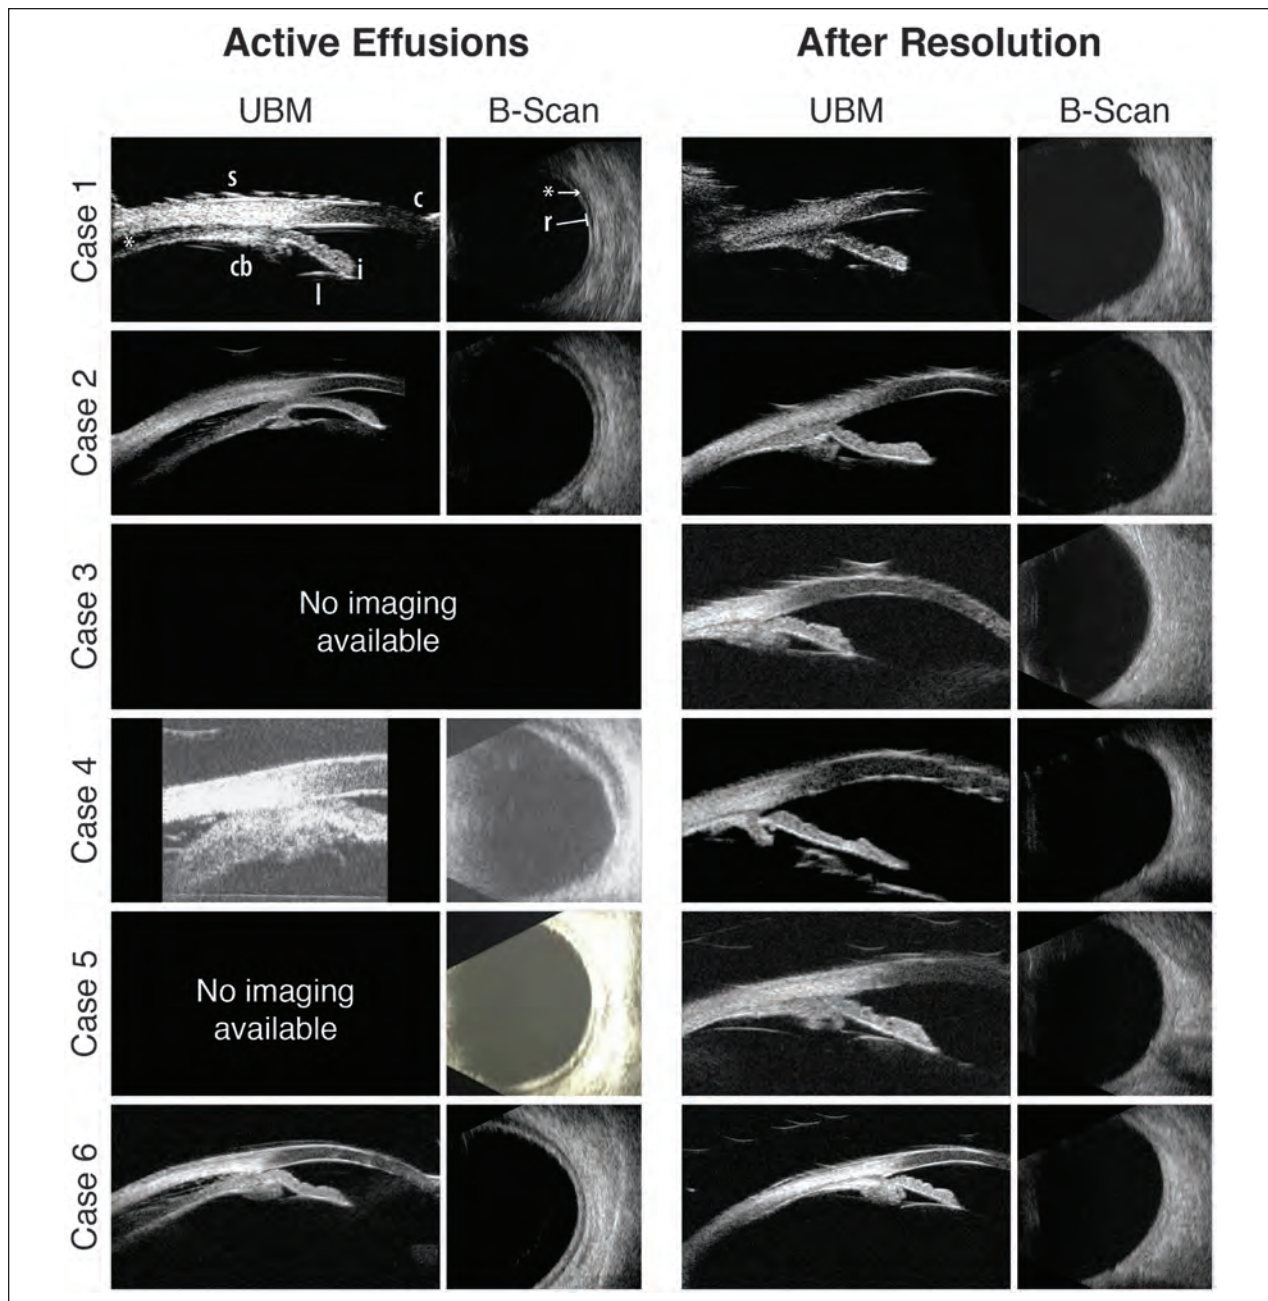 Active Effusions
After Resolution
UBM
B-Scan
UBM
B-Scan
Case 1
s
c
*
cb
i
l
*
r
Case 2
Case 3
No imaging
available
Case 4
Case 5
No imaging
available
Case 6